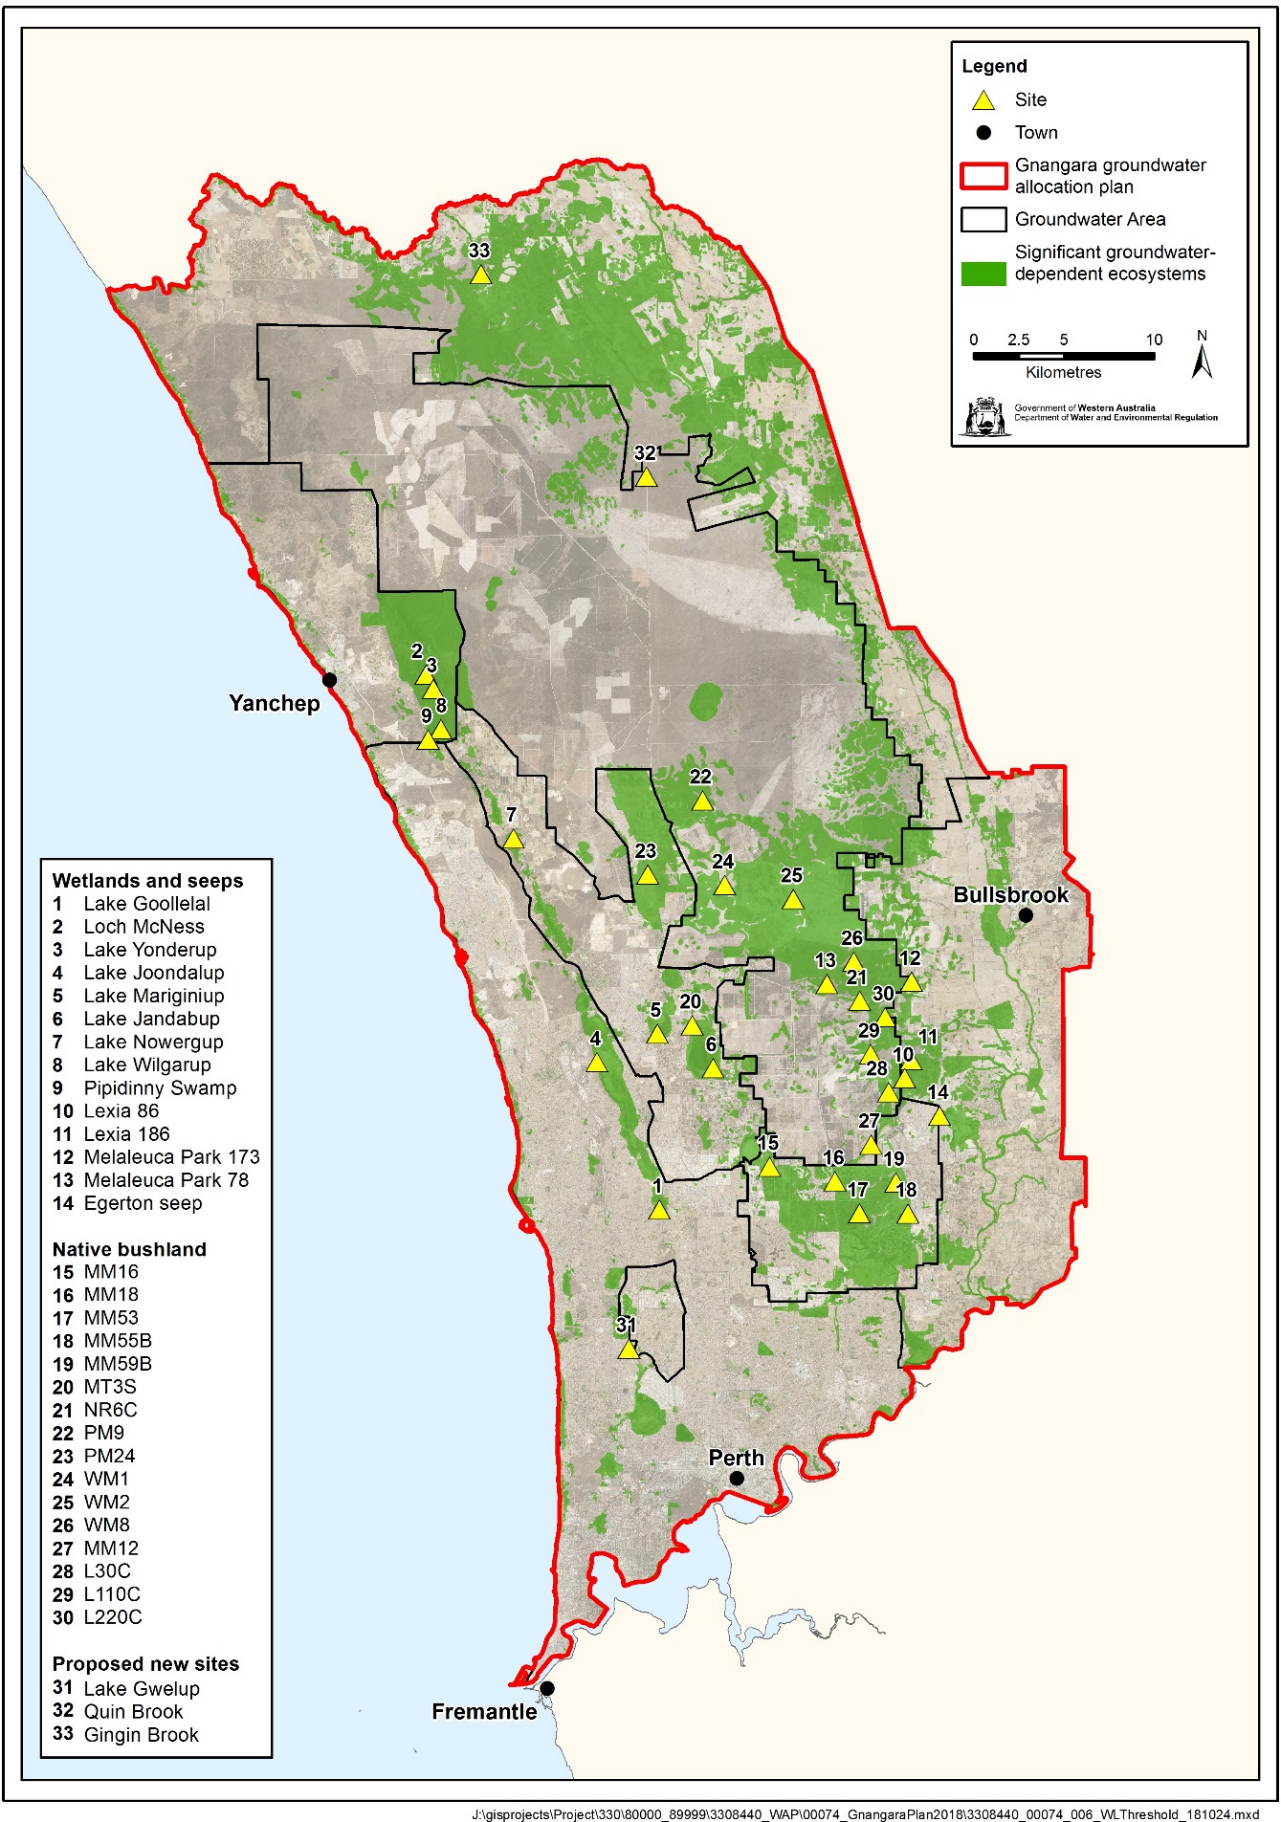 Legend
Site
Town
Gnangara groundwater
allocation plan
Groundwater Area
Significant groundwater-
dependent ecosystems
0 2.5 5 10
Kilometres
N
Government of Western Australia
Department of Water and Environmental Regulation
33
32
2
3
Yanchep
8
9
22
7
23
24
25
Bullsbrook
26
12
13
21
30
5
20
29
11
4
6
10
28
14
27
15
16
19
1
17
18
31
Perth
Fremantle
Wetlands and seeps
1 Lake Goollelal
2 Loch McNess
3 Lake Yonderup
4 Lake Joondalup
5 Lake Mariginiup
6 Lake Jandabup
7 Lake Nowergup
8 Lake Wilgarup
9 Pipidinny Swamp
10 Lexia 86
11 Lexia 186
12 Melaleuca Park 173
13 Melaleuca Park 78
14 Egerton seep
Native bushland
15 MM16
16 MM18
17 MM53
18 MM55B
19 MM59B
20 MT3S
21 NR6C
22 PM9
23 PM24
24 WM1
25 WM2
26 WM8
27 MM12
28 L30C
29 L110C
30 L220C
Proposed new sites
31 Lake Gwelup
32 Quin Brook
33 Gingin Brook
J:\gisprojects\Project\330\80000_89999\3308440_WAP\00074_GnangaraPlan2018\3308440_00074_006_WLThreshold_181024.mxd